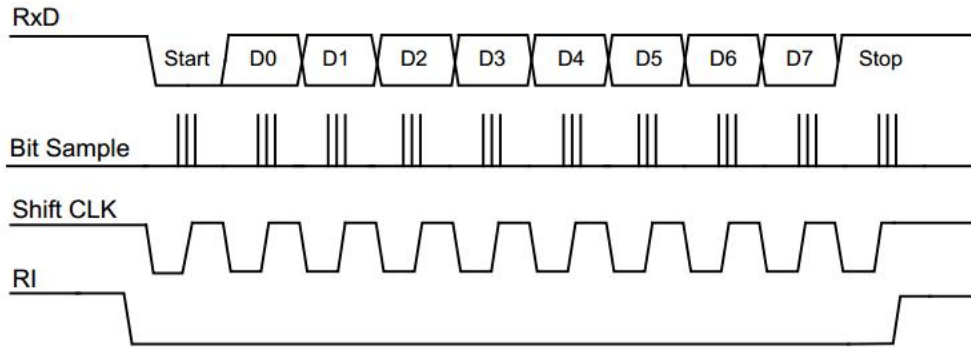 RxD
Start D0 D1 D2 D3 D4 D5 D6 D7 Stop
Bit Sample
Shift CLK
RI